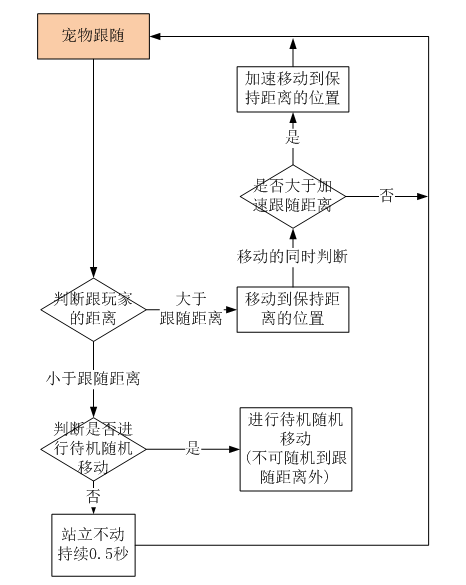 宠物跟随
加速移动到保
持距离的位置
是
是否大于加
速跟随距离
否
移动的同时判断
判断跟玩家
的距离
大于
跟随距离
移动到保持距
离的位置
小于跟随距离
判断是否进
行待机随机
移动
是
进行待机随机
移动
(不可随机到跟
随距离外)
否
站立不动
持续0.5秒